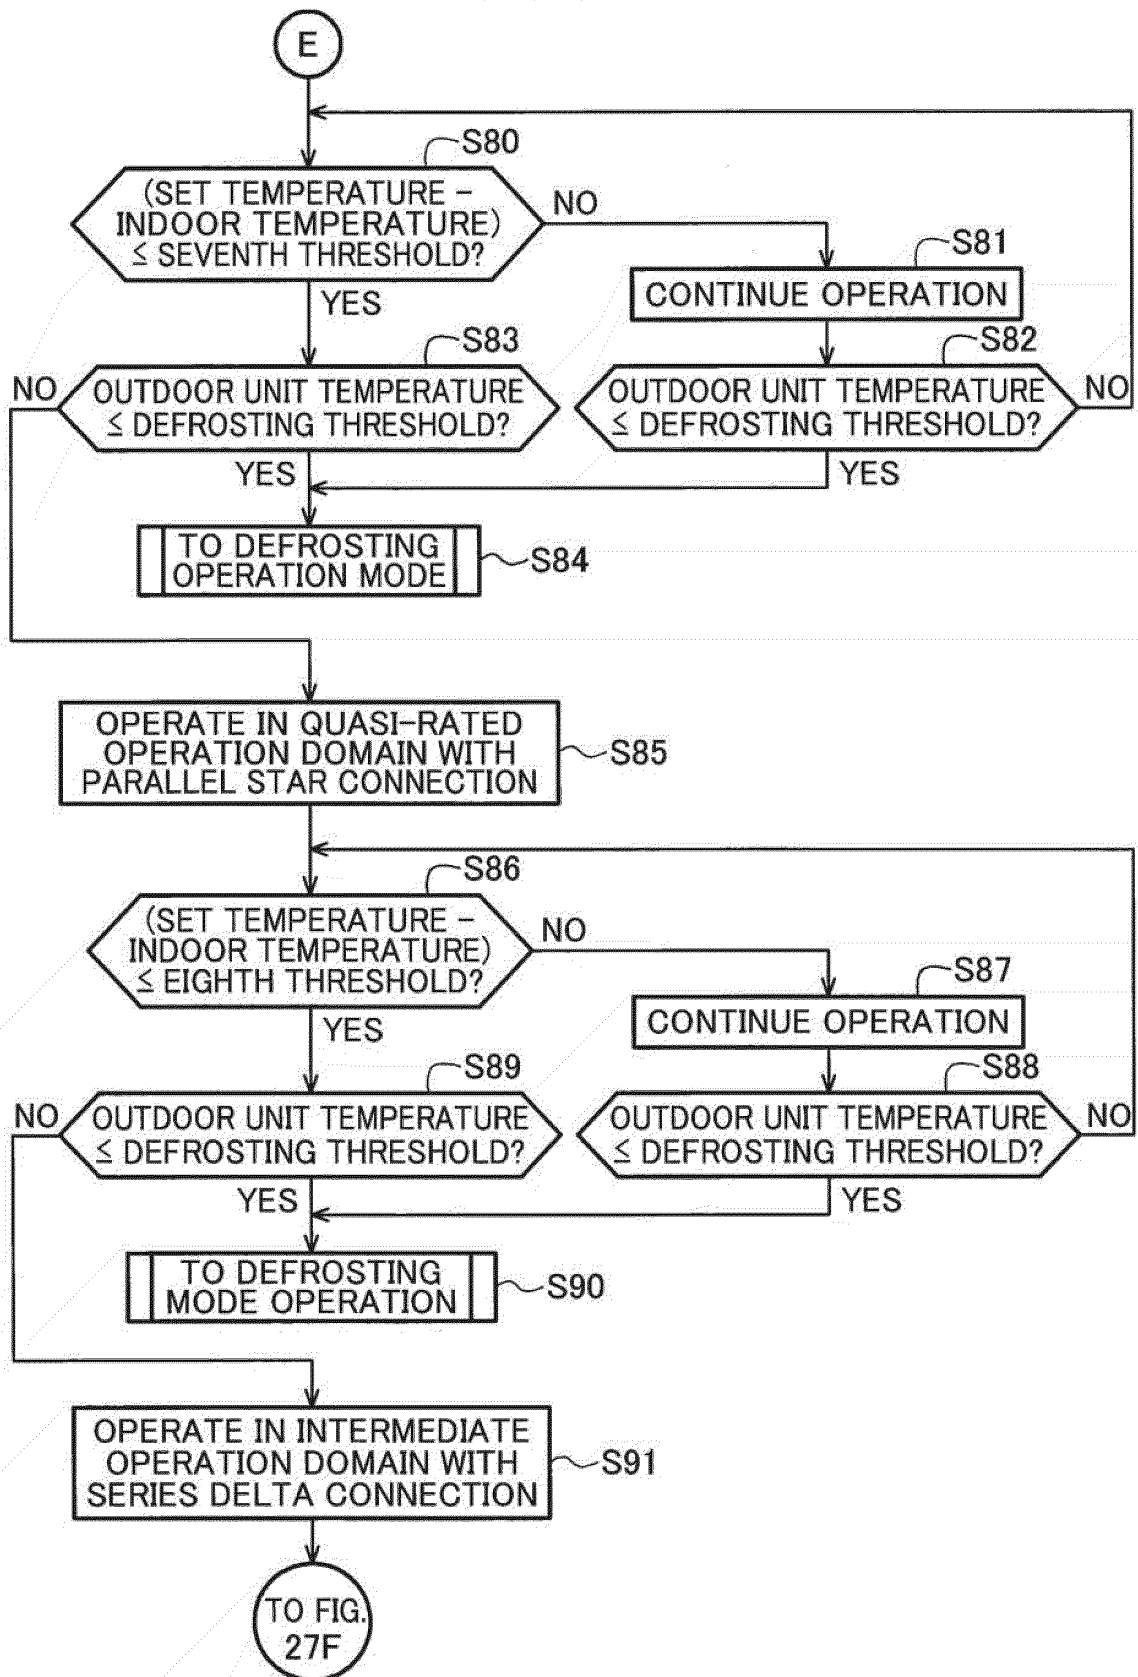 E
S80
(SET TEMPERATURE –
INDOOR TEMPERATURE)
≤ SEVENTH THRESHOLD?
NO
YES
S81
CONTINUE OPERATION
S83
NO
OUTDOOR UNIT TEMPERATURE
≤ DEFROSTING THRESHOLD?
YES
S82
OUTDOOR UNIT TEMPERATURE
≤ DEFROSTING THRESHOLD?
NO
YES
TO DEFROSTING
OPERATION MODE
S84
OPERATE IN QUASI-RATED
OPERATION DOMAIN WITH
PARALLEL STAR CONNECTION
S85
S86
(SET TEMPERATURE –
INDOOR TEMPERATURE)
≤ EIGHTH THRESHOLD?
NO
YES
S87
CONTINUE OPERATION
S89
NO
OUTDOOR UNIT TEMPERATURE
≤ DEFROSTING THRESHOLD?
YES
S88
OUTDOOR UNIT TEMPERATURE
≤ DEFROSTING THRESHOLD?
NO
YES
TO DEFROSTING
MODE OPERATION
S90
OPERATE IN INTERMEDIATE
OPERATION DOMAIN WITH
SERIES DELTA CONNECTION
S91
TO FIG.
27F